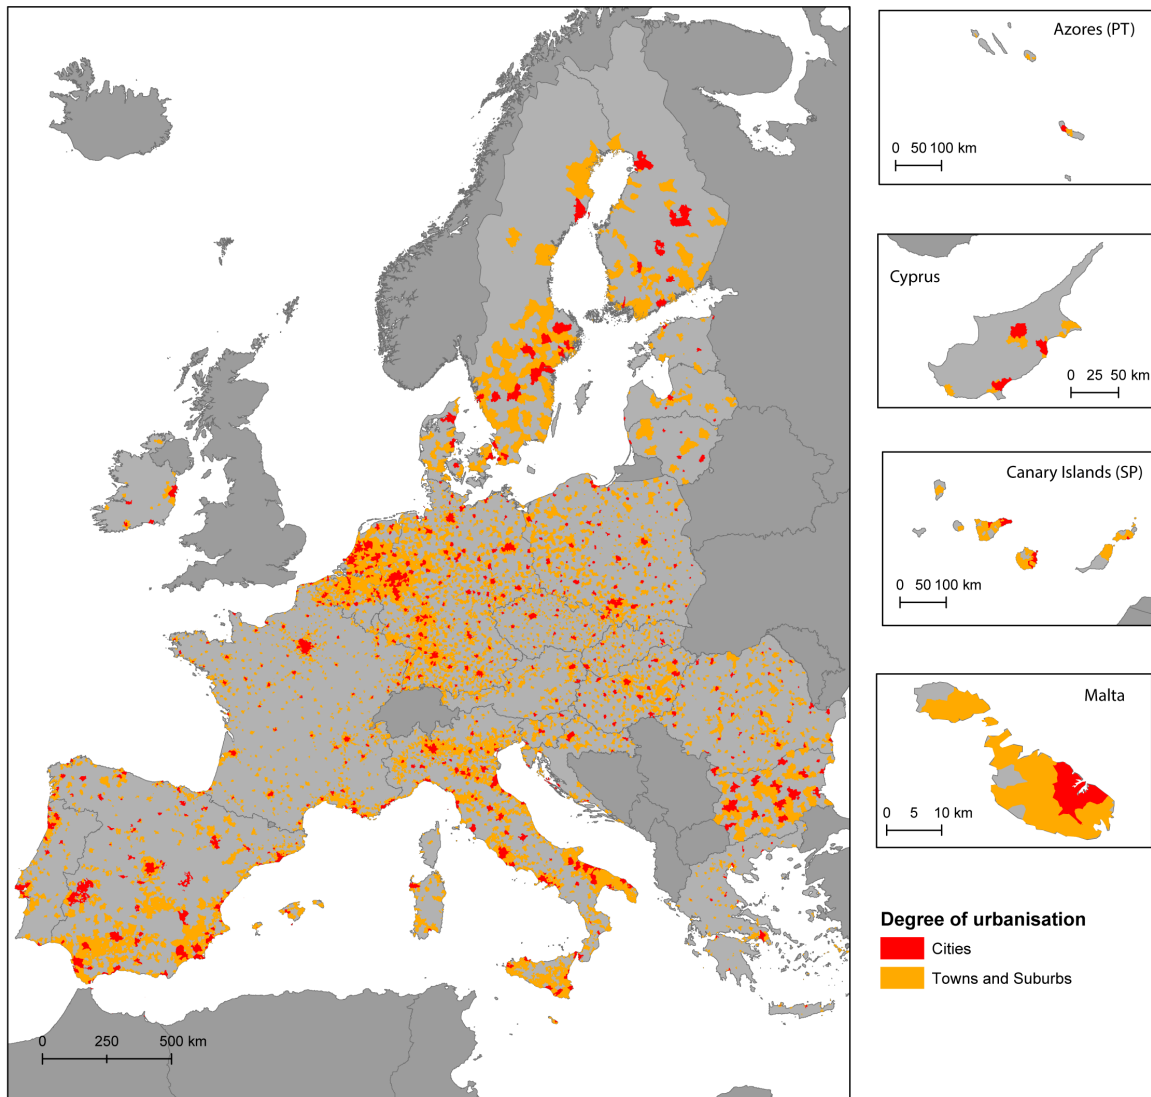 Azores (PT)
0 50 100 km
Cyprus
0 25 50 km
Canary Islands (SP)
0 50 100 km
Malta
0 5 10 km
Degree of urbanisation
Cities
Towns and Suburbs
0 250 500 km